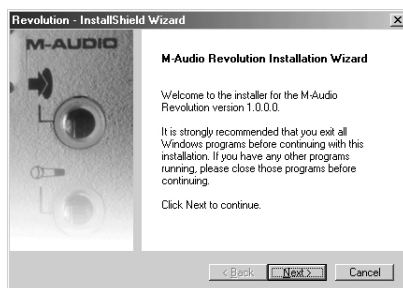 Revolution - InstallShield Wizard
M-AUDIO
M-Audio Revolution Installation Wizard
Welcome to the installer for the M-Audio
Revolution version 1.0.0.0.
It is strongly recommended that you exit all
Windows programs before continuing with this
installation. If you have any other programs
running, please close those programs before
continuing.
Click Next to continue.
< Back Next > Cancel